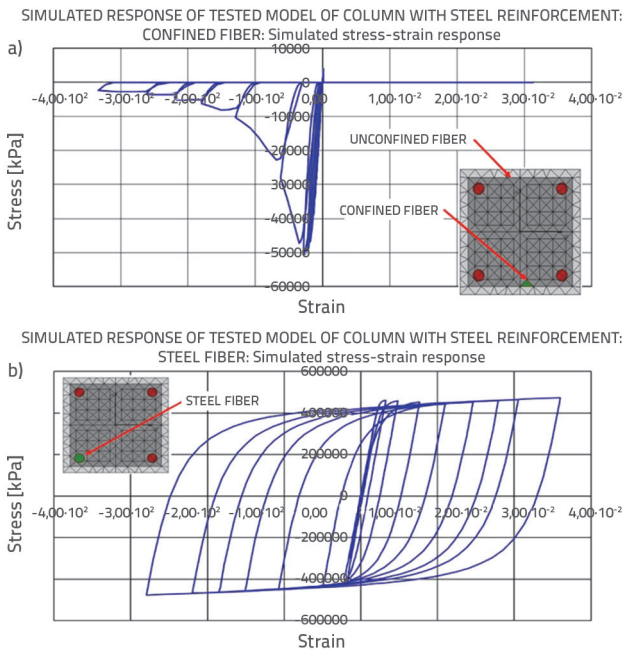 SIMULATED RESPONSE OF TESTED MODEL OF COLUMN WITH STEEL REINFORCEMENT:
CONFINED FIBER: Simulated stress-strain response
a)
10000
0
-4,00·10⁻² -3,00·10⁻² -2,00·10⁻² -1,00·10⁻² 0,00 1,00·10⁻² 2,00·10⁻² 3,00·10⁻² 4,00·10⁻²
-10000
-20000
-30000
-40000
-50000
-60000
Stress [kPa]
UNCONFINED FIBER
CONFINED FIBER
Strain
SIMULATED RESPONSE OF TESTED MODEL OF COLUMN WITH STEEL REINFORCEMENT:
STEEL FIBER: Simulated stress-strain response
b)
600000
STEEL FIBER
400000
200000
0
-4,00·10² -3,00·10² -2,00·10⁻² -1,00·10⁻² 0,00 1,00·10⁻² 2,00·10⁻² 3,00·10⁻² 4,00·10⁻²
-200000
-400000
-600000
Stress [kPa]
Strain